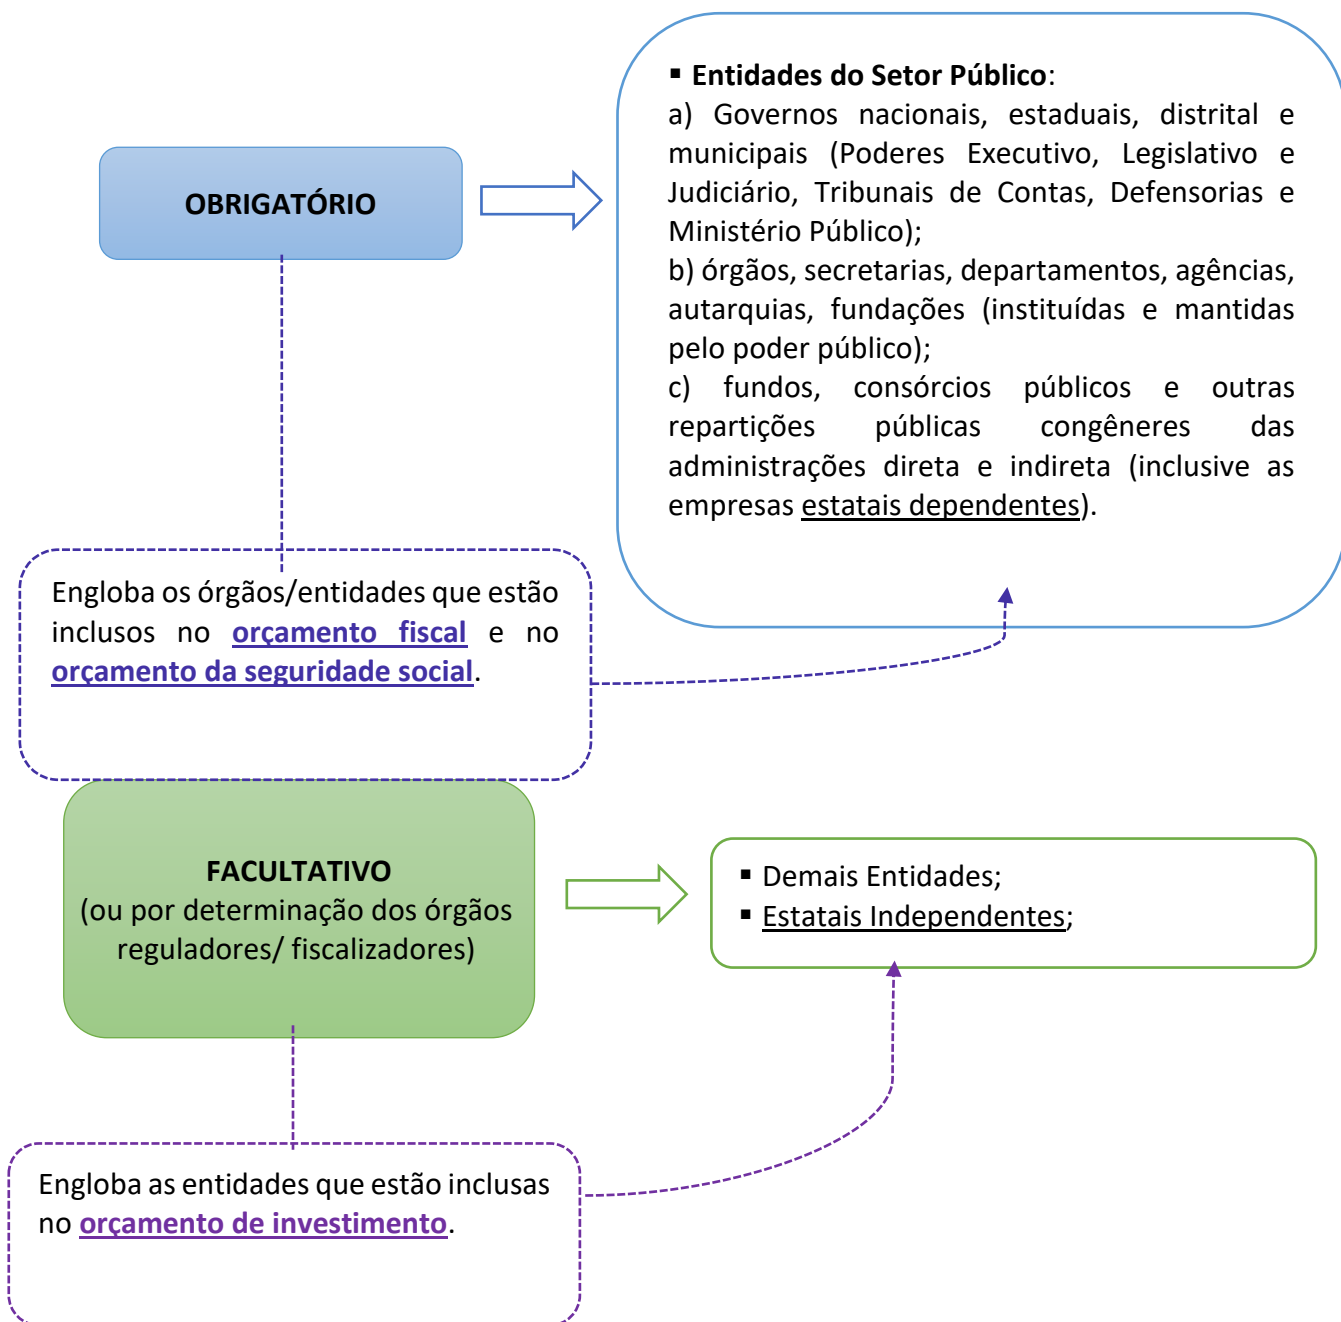 OBRIGATÓRIO
▪ Entidades do Setor Público:
a) Governos nacionais, estaduais, distrital e
municipais (Poderes Executivo, Legislativo e
Judiciário, Tribunais de Contas, Defensorias e
Ministério Público);
b) órgãos, secretarias, departamentos, agências,
autarquias, fundações (instituídas e mantidas
pelo poder público);
c) fundos, consórcios públicos e outras
repartições públicas congêneres das
administrações direta e indireta (inclusive as
empresas estatais dependentes).
Engloba os órgãos/entidades que estão
inclusos no orçamento fiscal e no
orçamento da seguridade social.
FACULTATIVO
(ou por determinação dos órgãos
reguladores/ fiscalizadores)
▪ Demais Entidades;
▪ Estatais Independentes;
Engloba as entidades que estão inclusas
no orçamento de investimento.